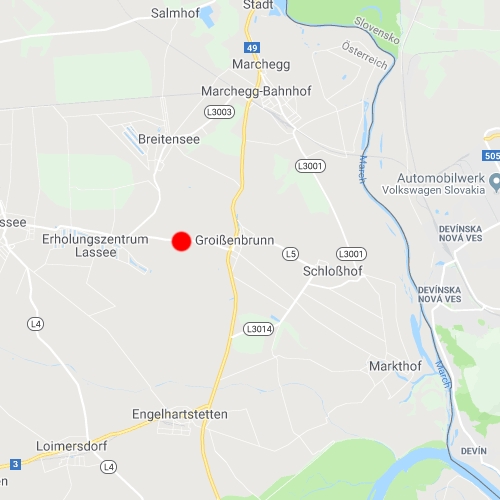 Salmhof
Stadt
Slovensko
Österreich
49
Marchegg
Marchegg-Bahnhof
L3003
Breitensee
L3001
March
505
Automobilwerk
Volkswagen Slovakia
ssee
Erholungszentrum
Lassee
Groißenbrunn
L5
L3001
Schloßhof
DEVÍNSKA
NOVÁ VES
DEVÍNSKA
NOVÁ VES
L4
L3014
Markthof
March
Engelhartstetten
Loimersdorf
DEVÍN
3
L4
en